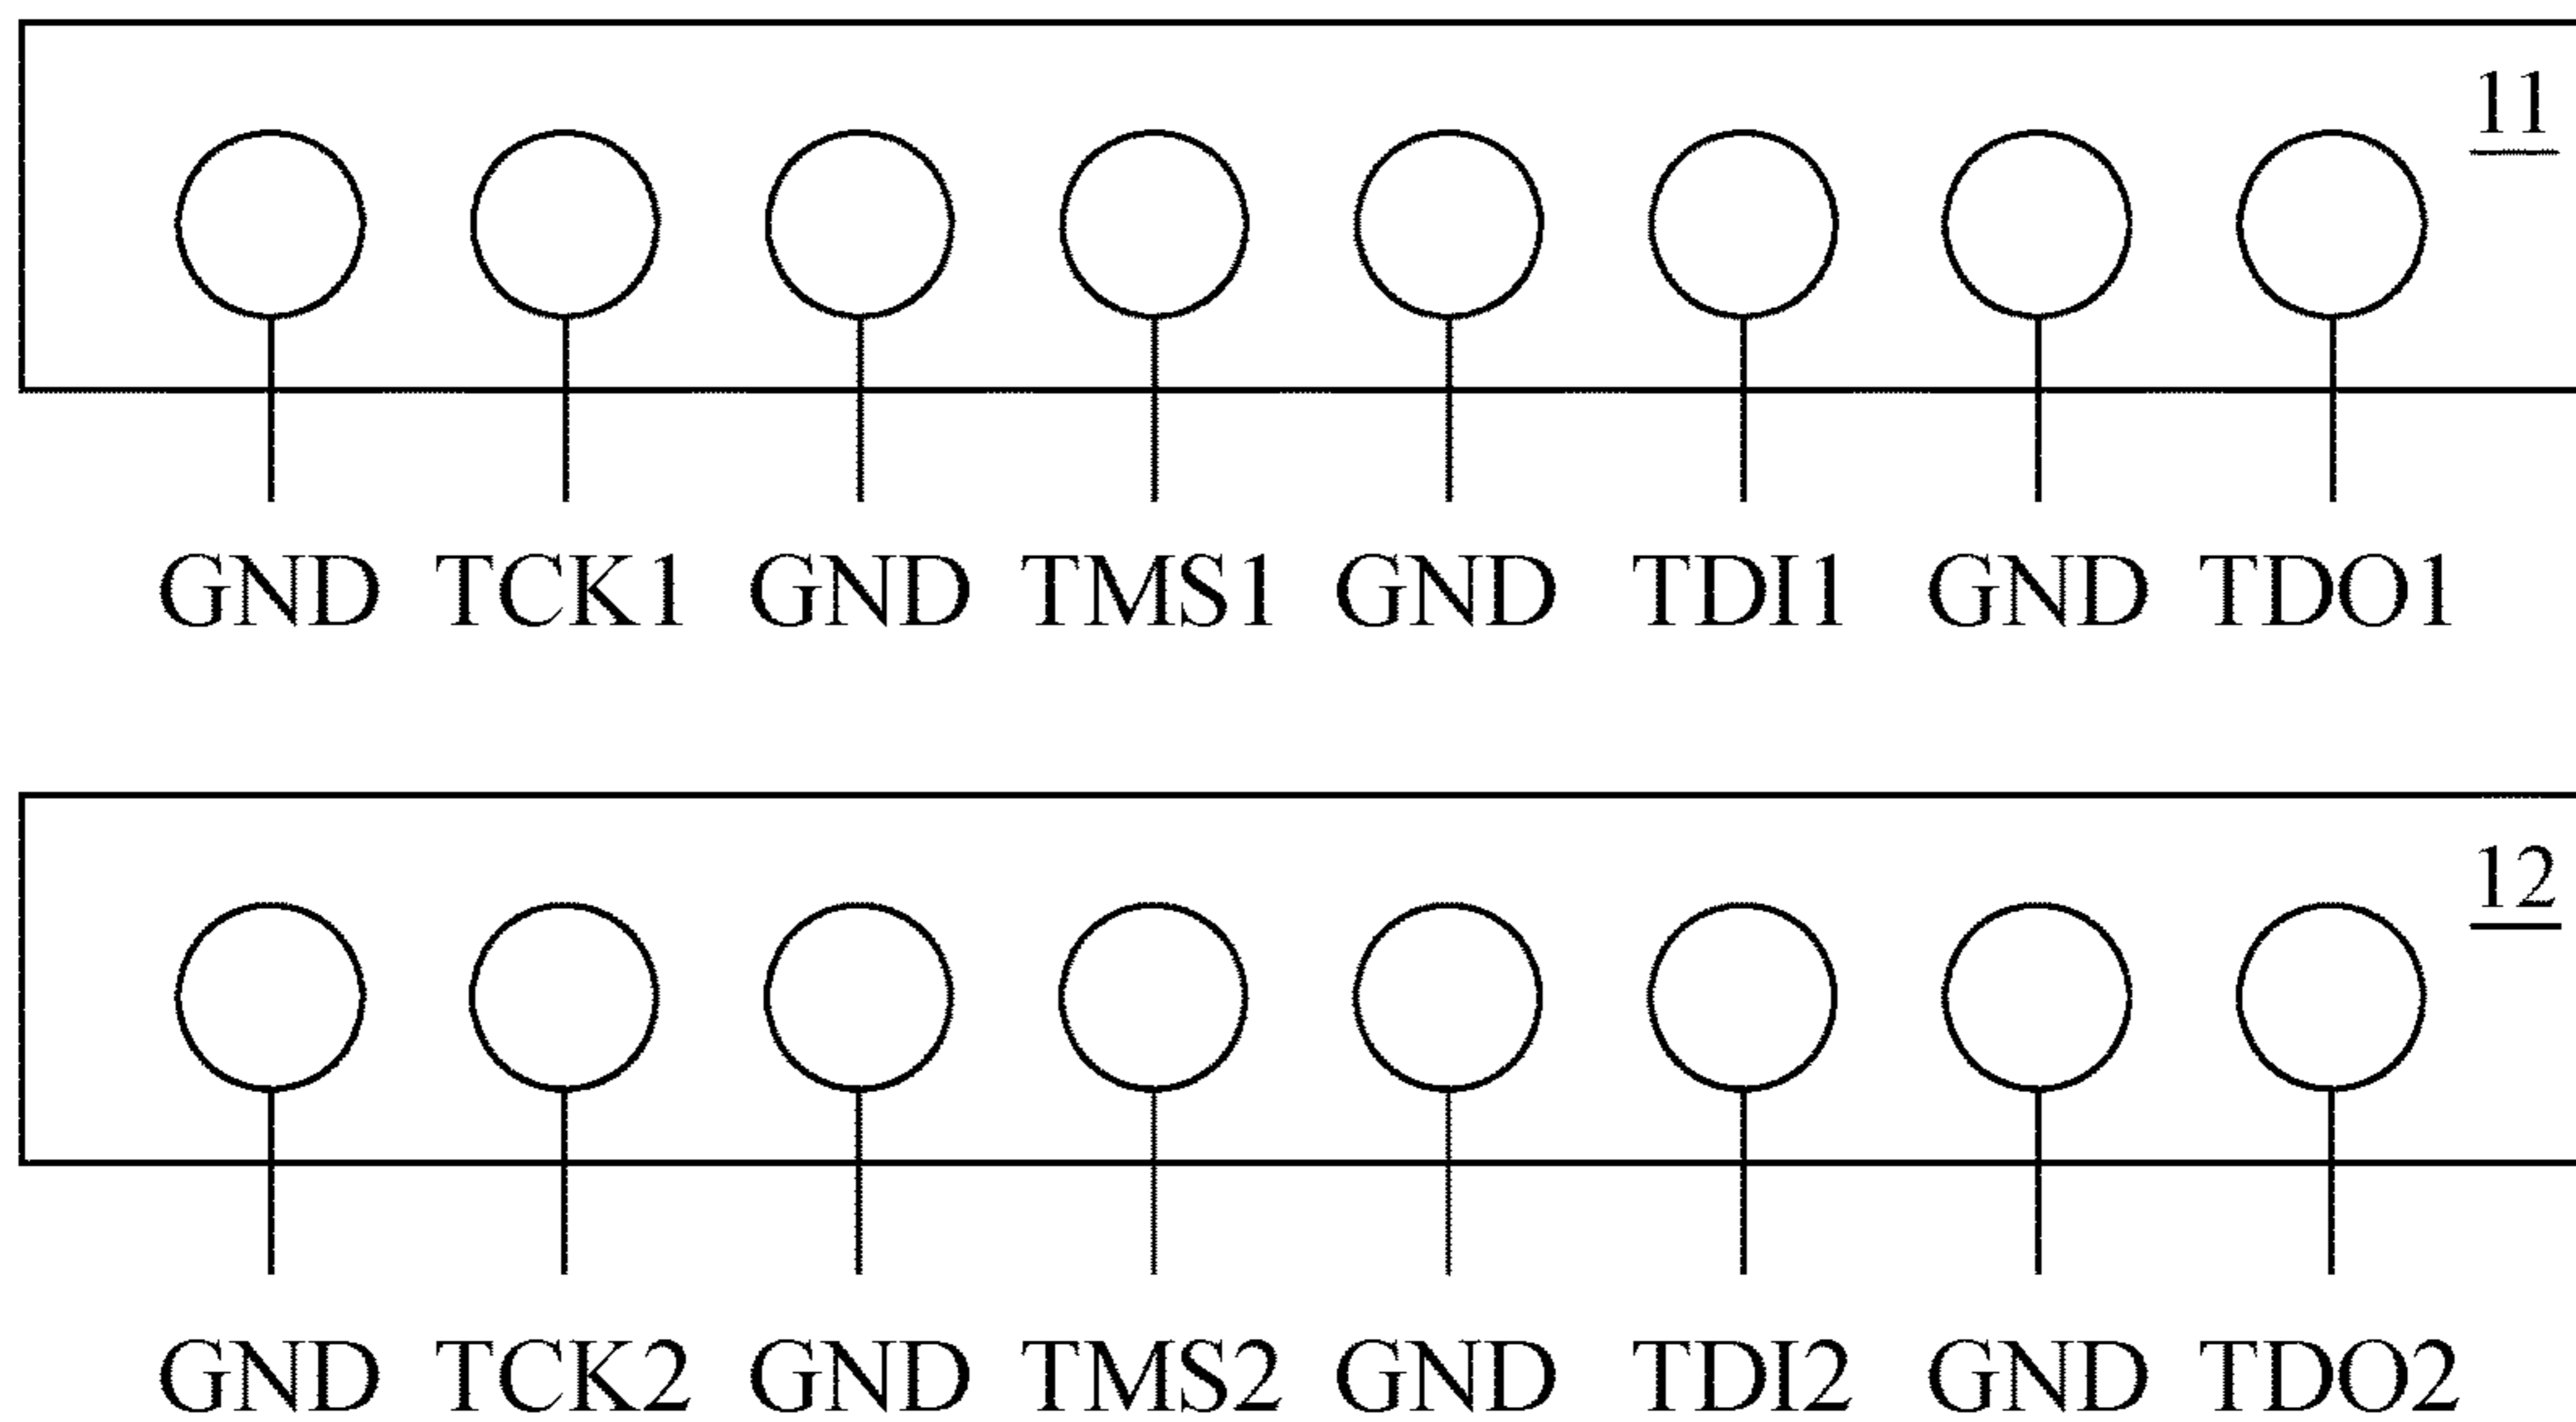 11
GND TCK1 GND TMS1 GND TDI1 GND TDO1
12
GND TCK2 GND TMS2 GND TDI2 GND TDO2